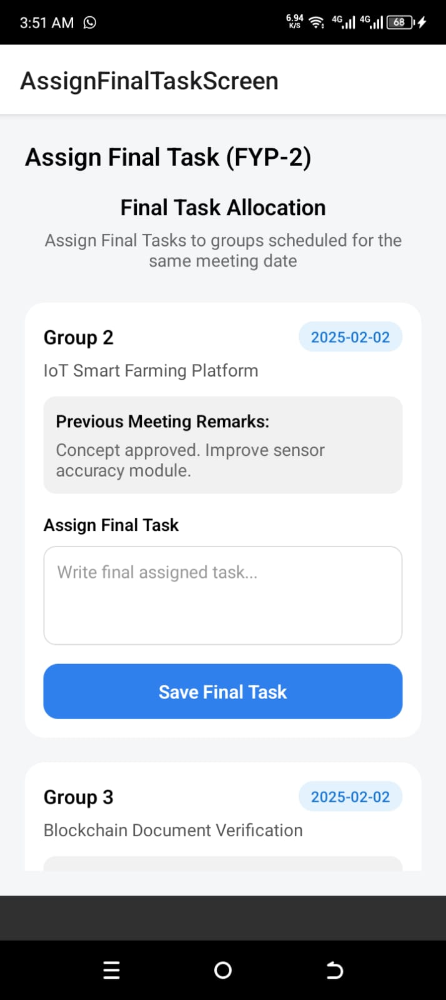 3:51 AM
6.94 K/S 4G 4G 68
AssignFinalTaskScreen
Assign Final Task (FYP-2)
Final Task Allocation
Assign Final Tasks to groups scheduled for the
same meeting date
Group 2 2025-02-02
IoT Smart Farming Platform
Previous Meeting Remarks:
Concept approved. Improve sensor
accuracy module.
Assign Final Task
Write final assigned task...
Save Final Task
Group 3 2025-02-02
Blockchain Document Verification